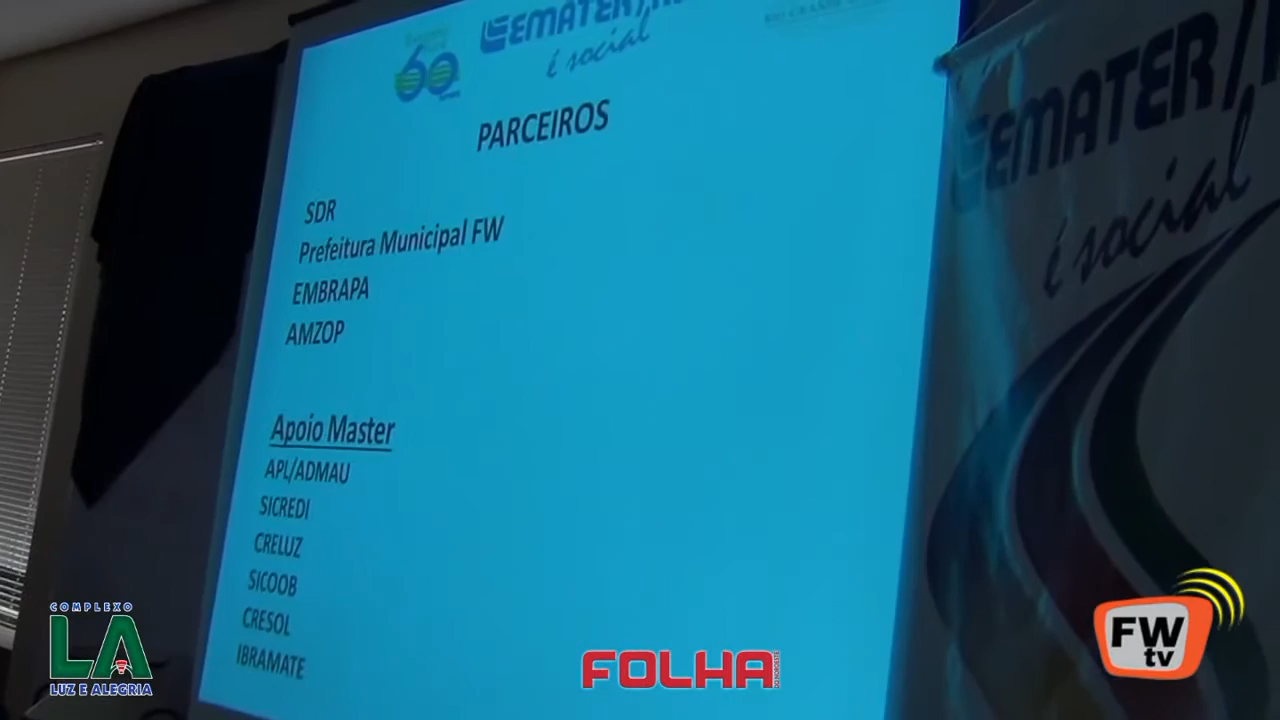 60
EMATER/
é social
PARCEIROS
SDR
Prefeitura Municipal FW
EMBRAPA
AMZOP
Apoio Master
APL/ADMAU
SICREDI
CRELUZ
SICOOB
CRESOL
IBRAMATE
EMATER/
é social
COMPLEXO
LA
LUZ E ALEGRIA
FOLHA
FW
tv